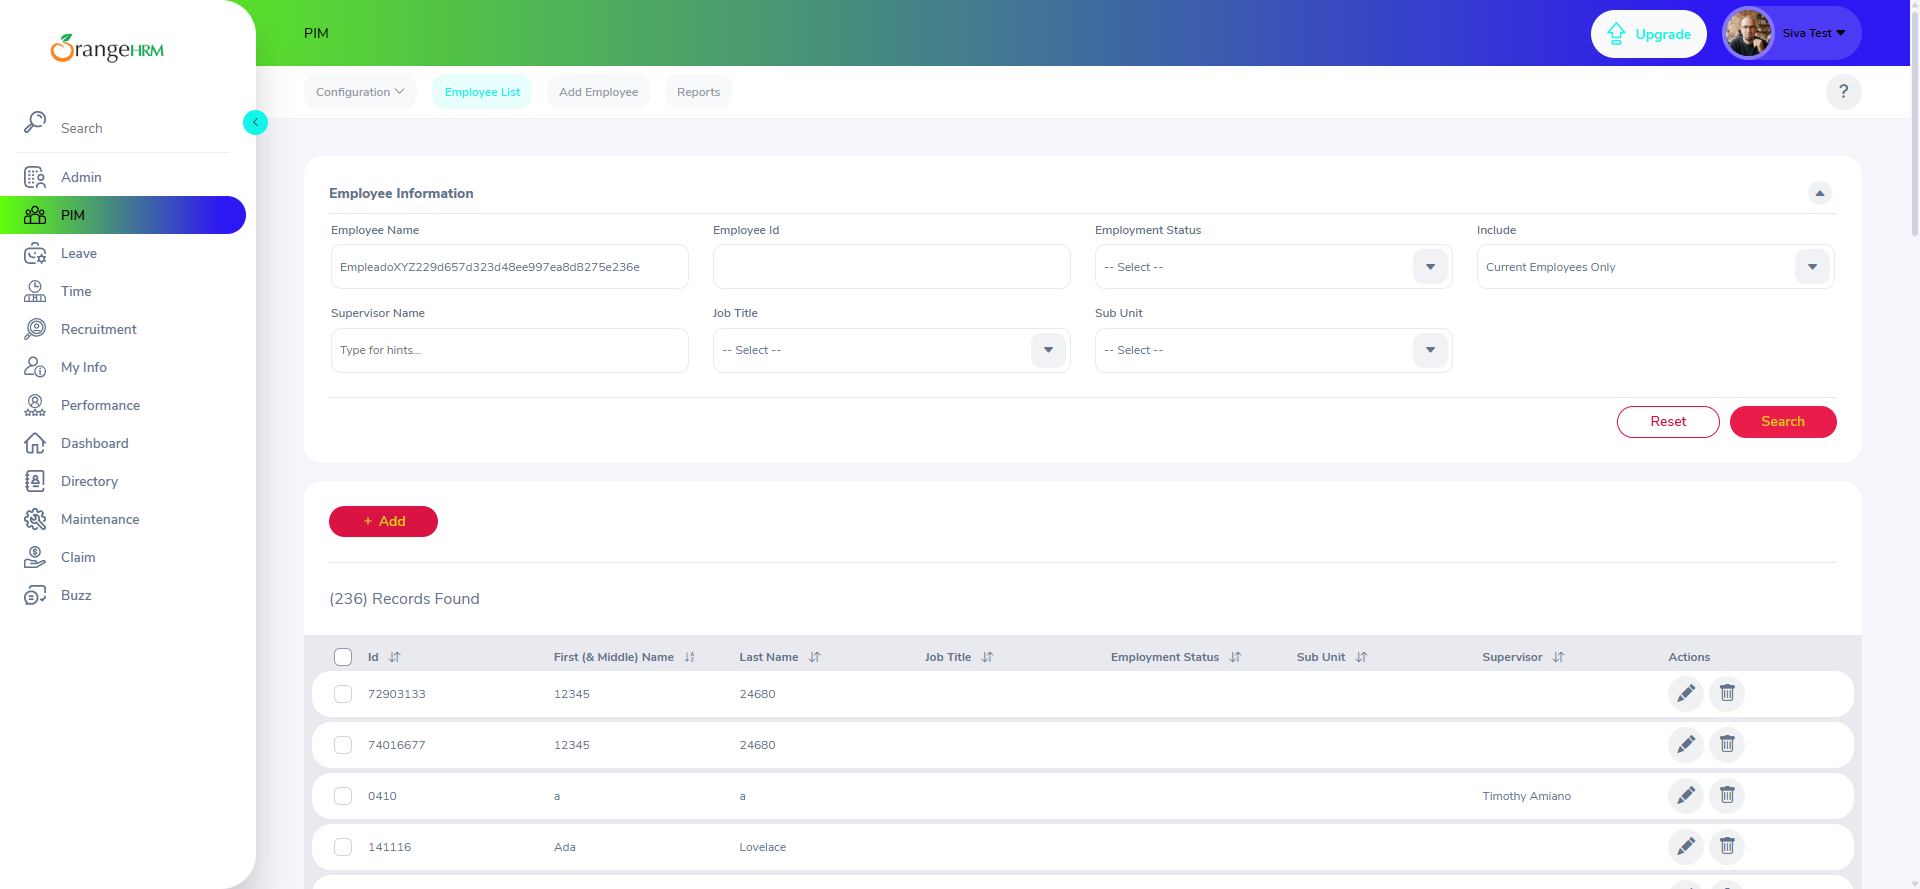 OrangeHRM
PIM
Upgrade
Siva Test
Configuration
Employee List
Add Employee
Reports
?
Search
Admin
PIM
Leave
Time
Recruitment
My Info
Performance
Dashboard
Directory
Maintenance
Claim
Buzz
Employee Information
Employee Name
Employee Id
Employment Status
Include
EmpleadoXYZ229d657d323d48ee997ea8d8275e236e
-- Select --
Current Employees Only
Supervisor Name
Job Title
Sub Unit
Type for hints...
-- Select --
-- Select --
Reset
Search
+ Add
(236) Records Found
Id First (& Middle) Name Last Name Job Title Employment Status Sub Unit Supervisor Actions
72903133 12345 24680
74016677 12345 24680
0410 a a Timothy Amiano
141116 Ada Lovelace